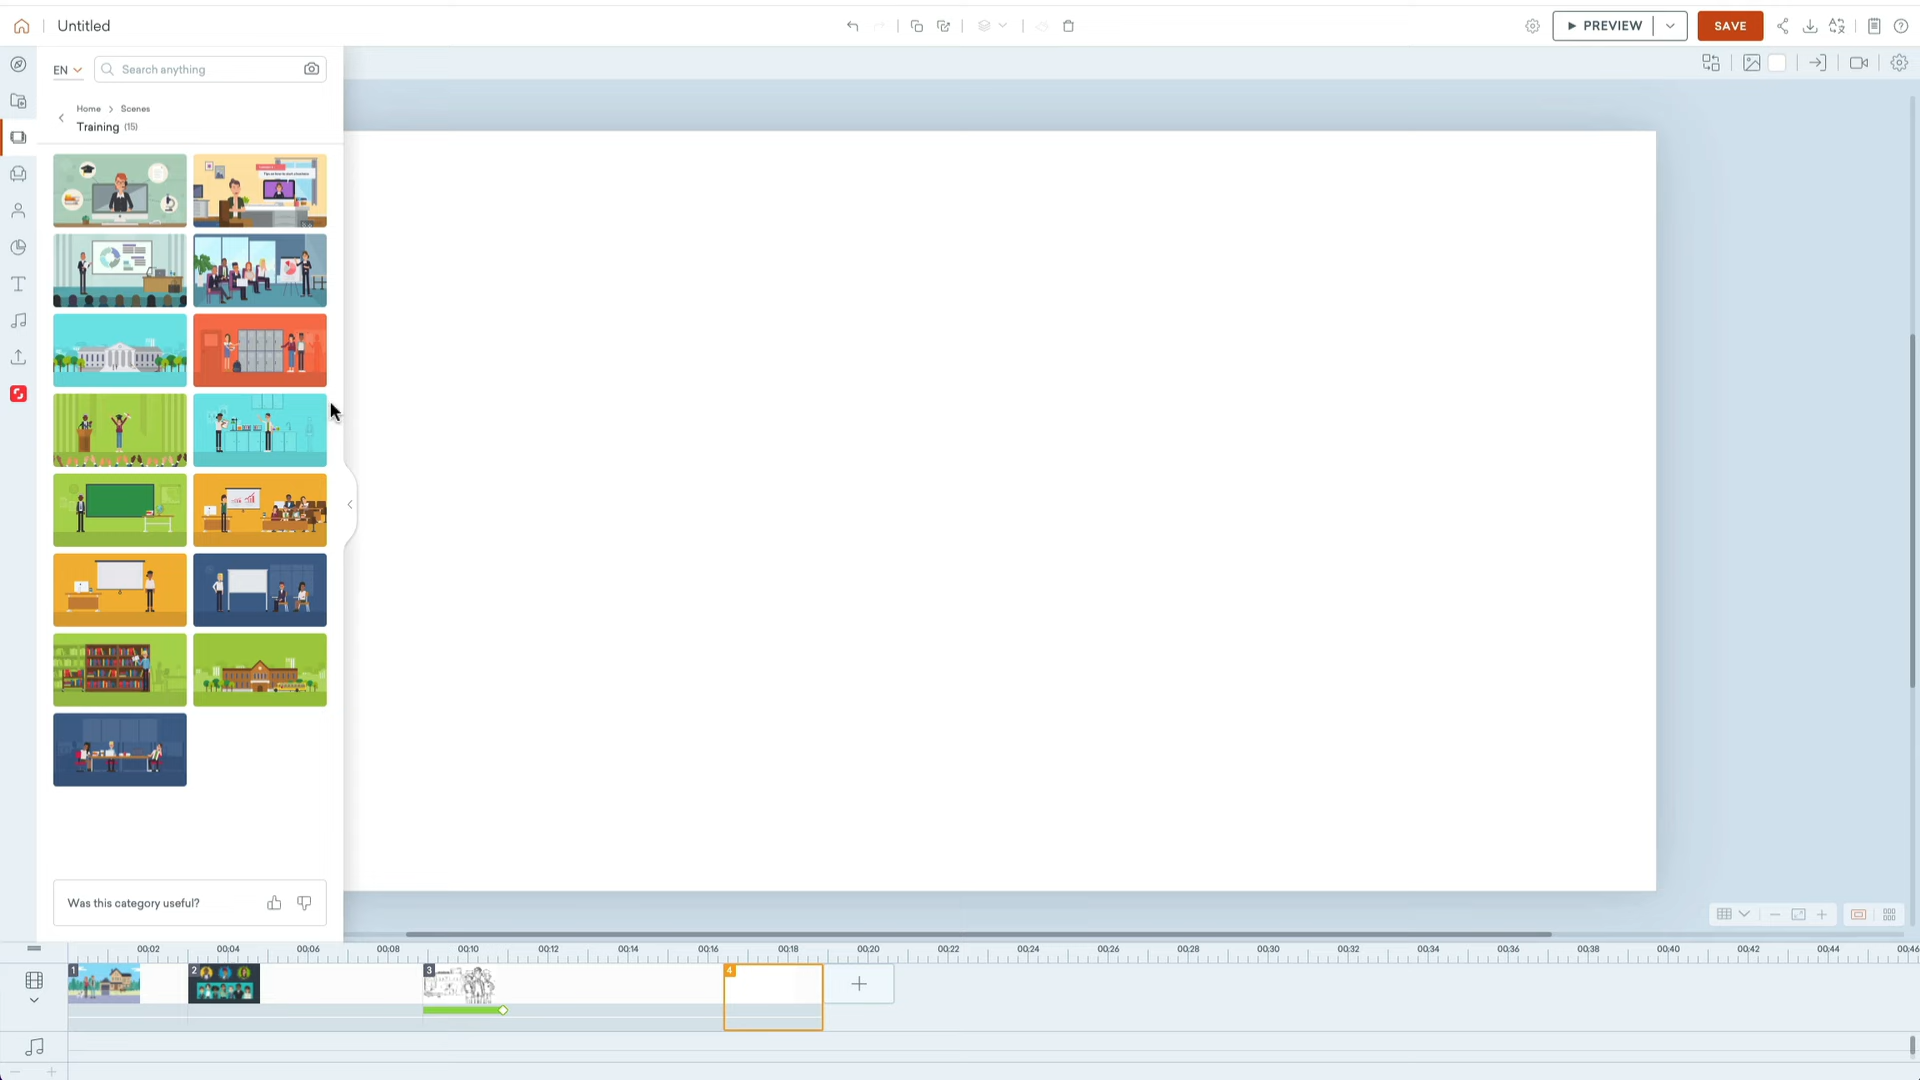 Untitled
PREVIEW
SAVE
EN
Search anything
Home
Scenes
Training (15)
Was this category useful?
00:02 00:04 00:06 00:08 00:10 00:12 00:14 00:16 00:18 00:20 00:22 00:24 00:26 00:28 00:30 00:32 00:34 00:36 00:38 00:40 00:42 00:44 00:46
1
2
3
4